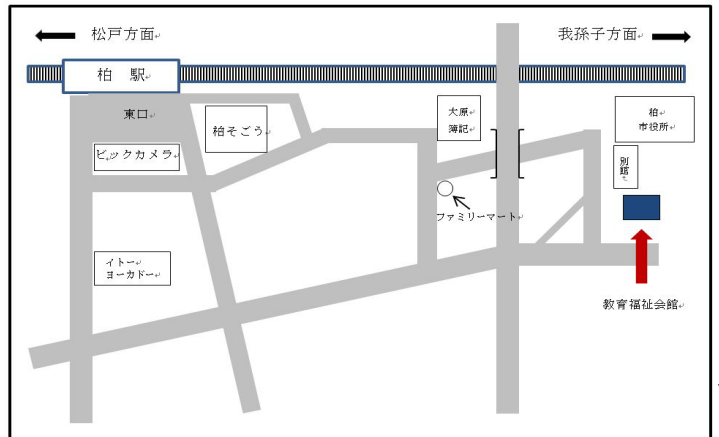 松戸方面
我孫子方面
柏 駅
東口
柏そごう
大原
簿記
柏
市役所
ビックカメラ
別館
ファミリーマート
イトー
ヨーカドー
教育福祉会館